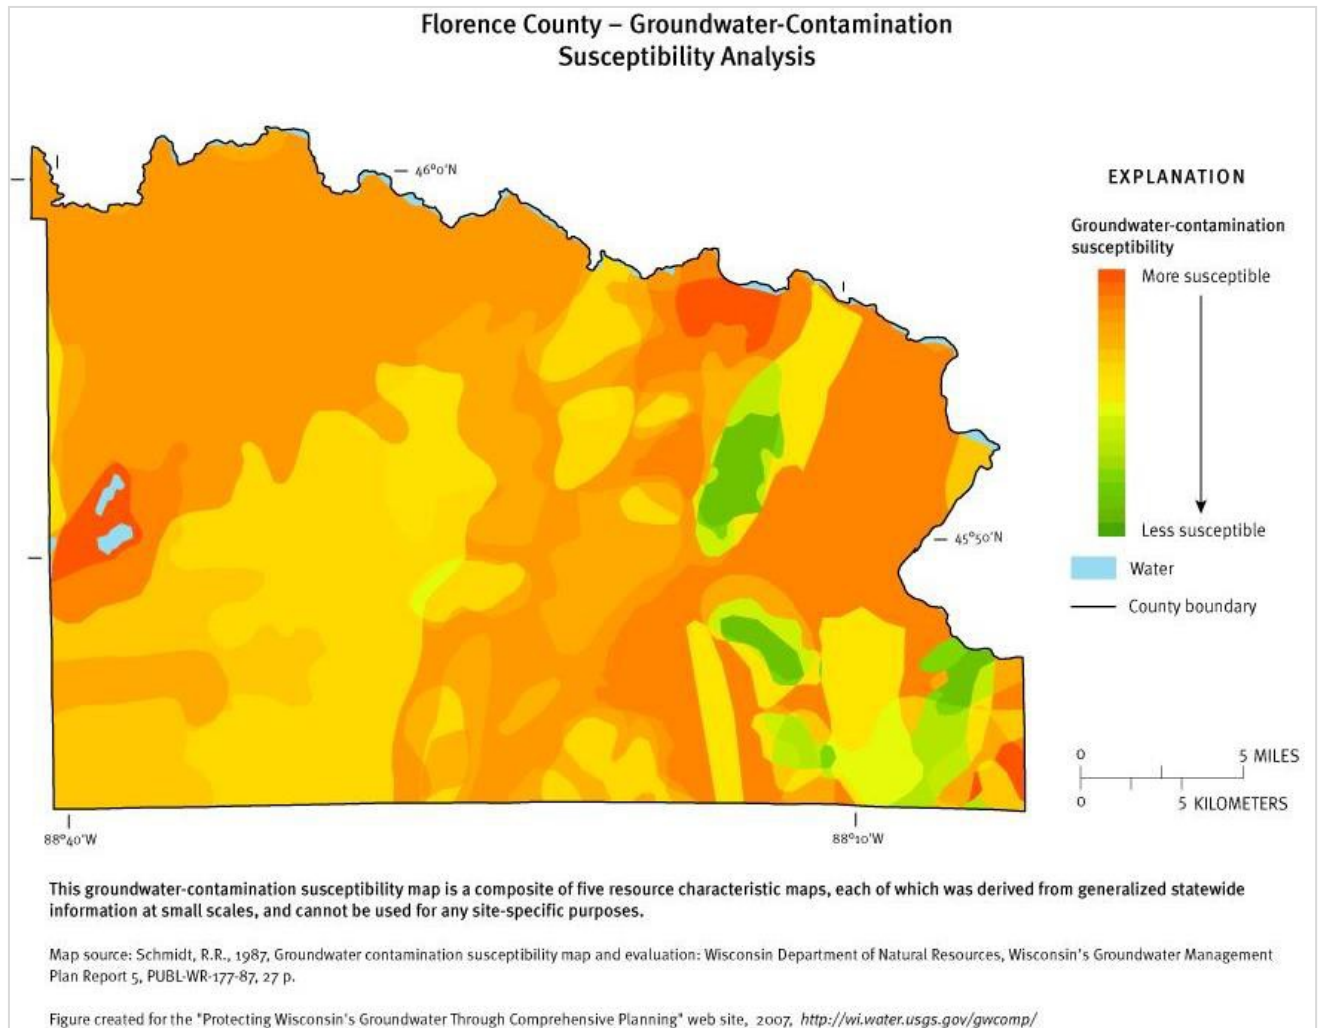 Florence County – Groundwater-Contamination
Susceptibility Analysis
46°0'N
EXPLANATION
Groundwater-contamination
susceptibility
More susceptible
Less susceptible
45°50'N
Water
County boundary
0 5 MILES
0 5 KILOMETERS
88°40'W 88°10'W
This groundwater-contamination susceptibility map is a composite of five resource characteristic maps, each of which was derived from generalized statewide
information at small scales, and cannot be used for any site-specific purposes.
Map source: Schmidt, R.R., 1987, Groundwater contamination susceptibility map and evaluation: Wisconsin Department of Natural Resources, Wisconsin's Groundwater Management
Plan Report 5, PUBL-WR-177-87, 27 p.
Figure created for the "Protecting Wisconsin's Groundwater Through Comprehensive Planning" web site, 2007, http://wi.water.usgs.gov/gwcomp/